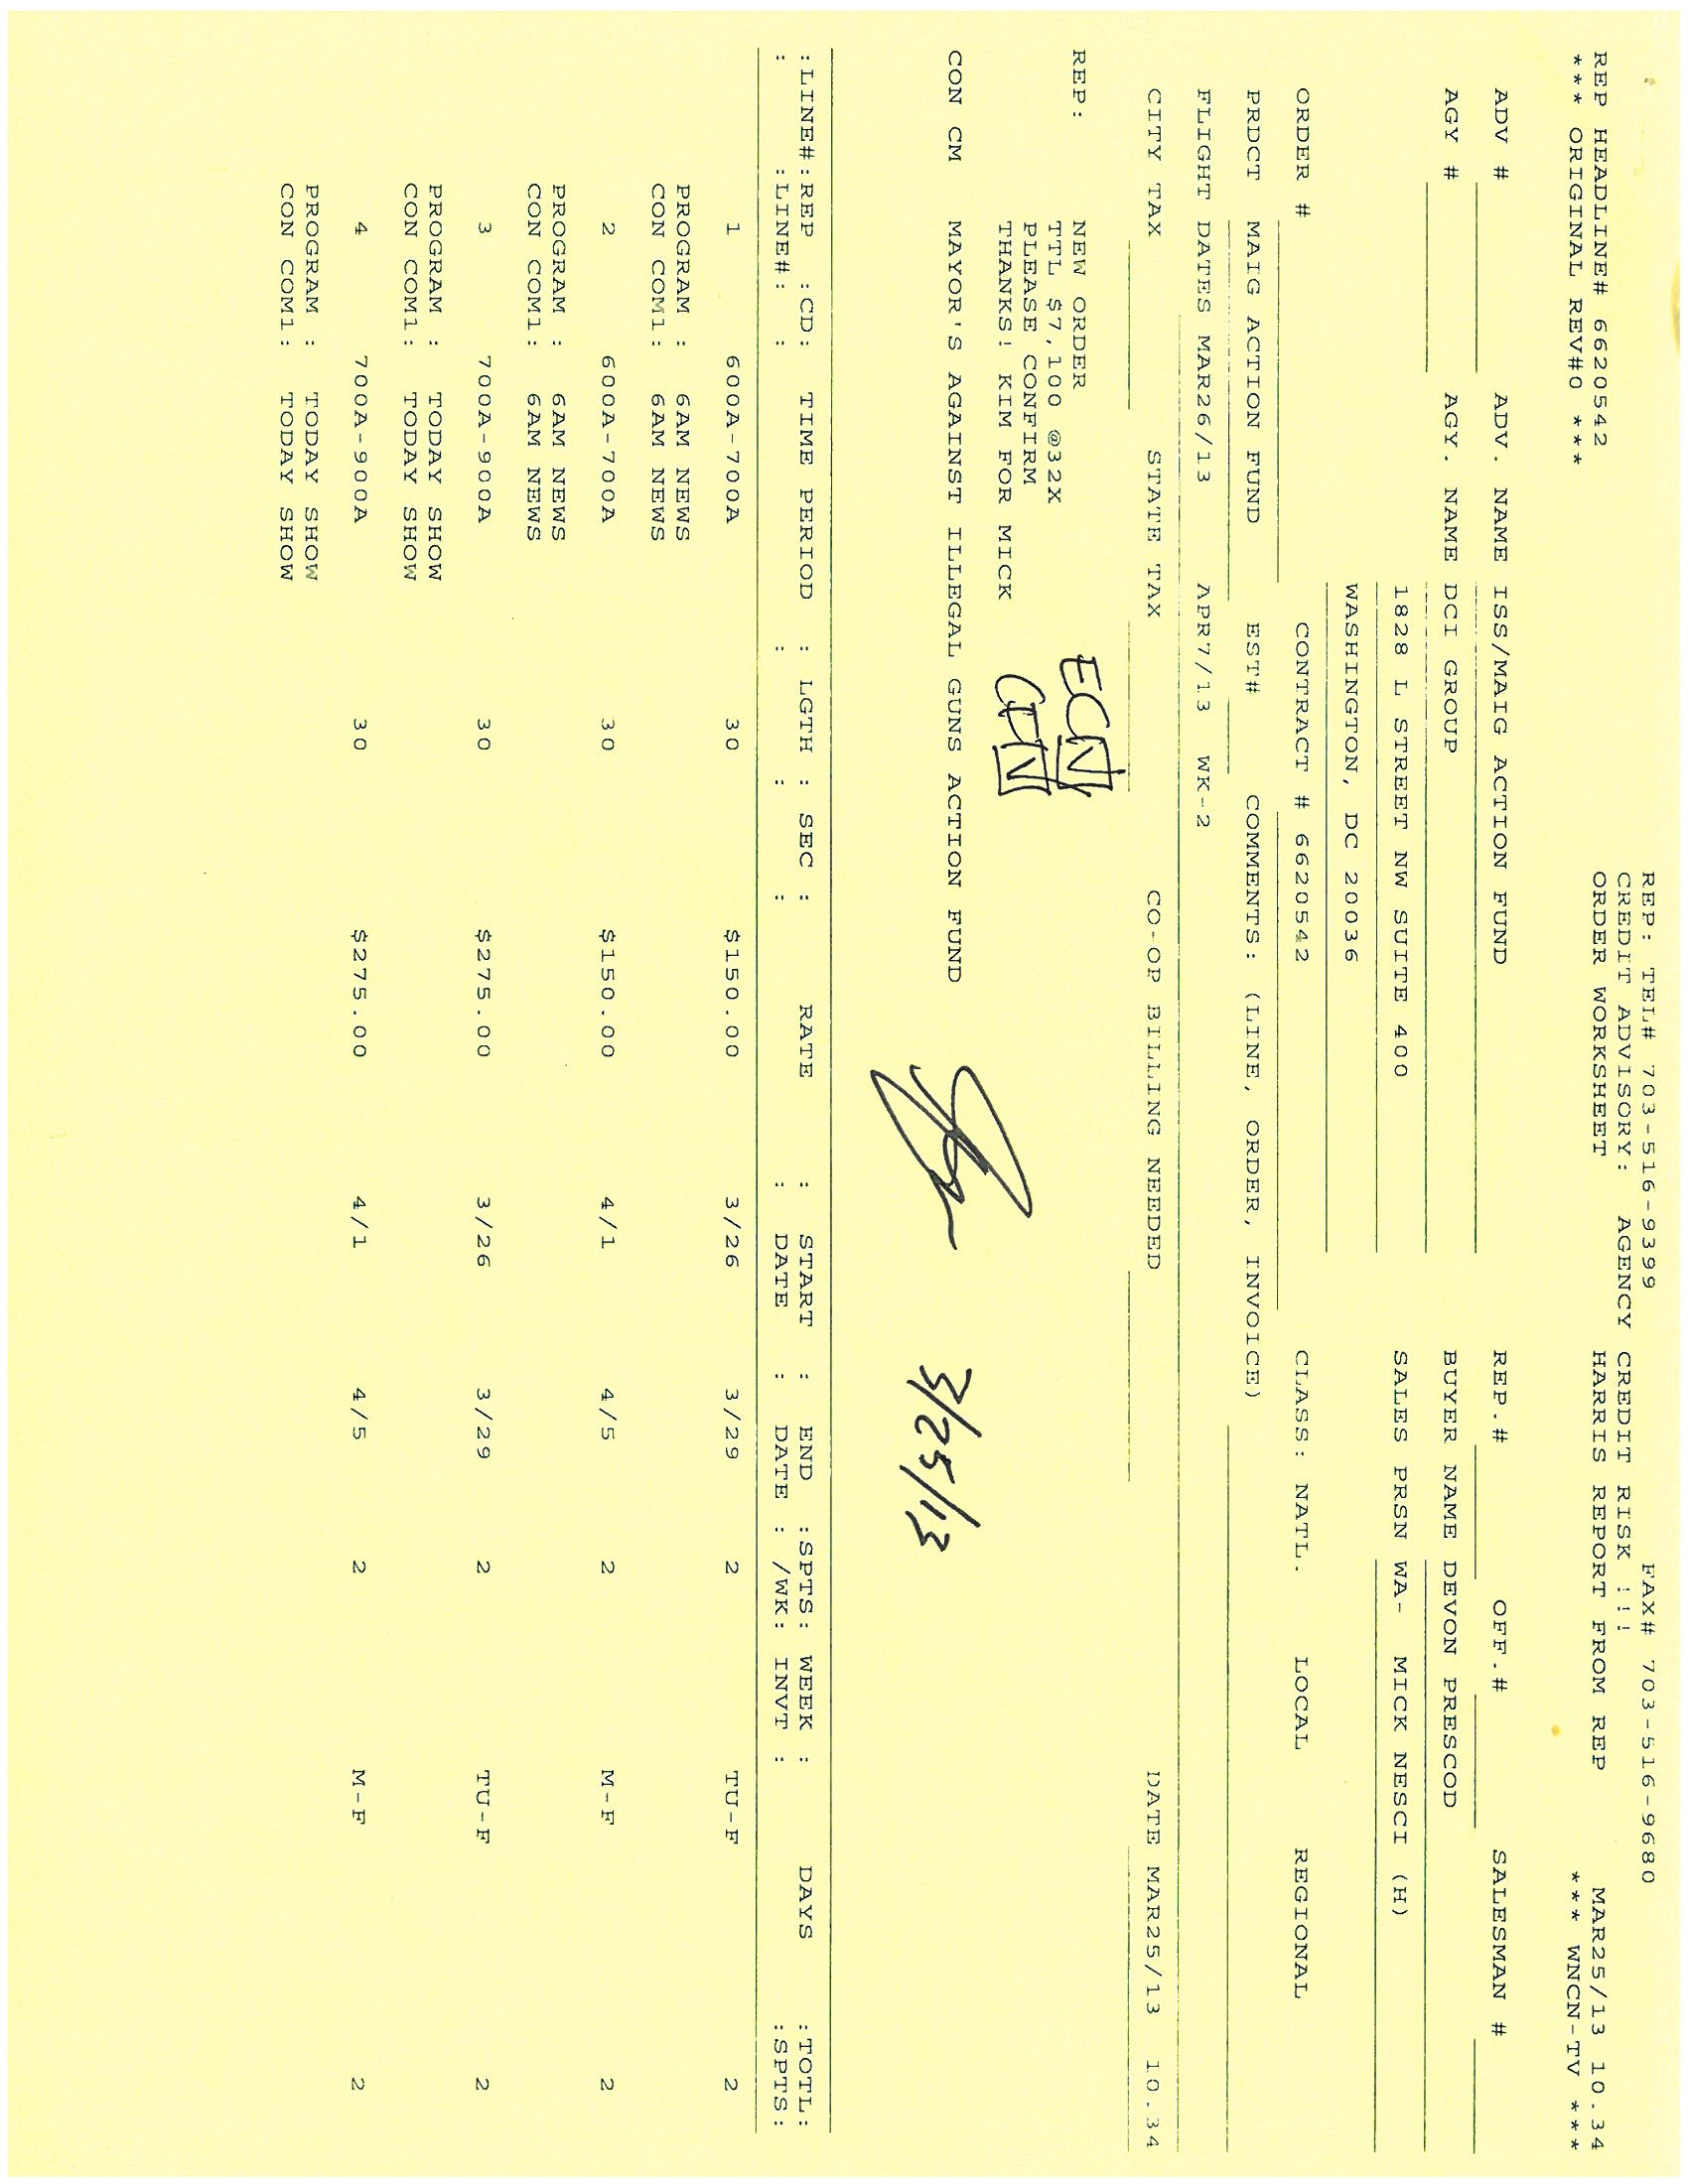 REP: TEL# 703-516-9399 FAX# 703-516-9680
CREDIT ADVISORY: AGENCY CREDIT RISK !!!
REP HEADLINE# 6620542 ORDER WORKSHEET HARRIS REPORT FROM REP MAR25/13 10.34
*** ORIGINAL REV#0 *** *** WNCN-TV ***
ADV # ADV. NAME ISS/MAIG ACTION FUND REP.# OFF.# SALESMAN #
AGY # AGY. NAME DCI GROUP BUYER NAME DEVON PRESCOD
1828 L STREET NW SUITE 400 SALES PRSN WA- MICK NESCI (H)
WASHINGTON, DC 20036
ORDER # CONTRACT # 6620542 CLASS: NATL. LOCAL REGIONAL
PRDCT MAIG ACTION FUND EST# COMMENTS: (LINE, ORDER, INVOICE)
FLIGHT DATES MAR26/13 APR7/13 WK-2
CITY TAX STATE TAX CO-OP BILLING NEEDED DATE MAR25/13 10.34
REP: NEW ORDER
TTL $7,100 @32X
PLEASE CONFIRM
THANKS! KIM FOR MICK
CON CM MAYOR'S AGAINST ILLEGAL GUNS ACTION FUND
3/25/13
:LINE#:REP :CD: TIME PERIOD : LGTH : SEC : RATE : START : END :SPTS: WEEK : DAYS :TOTL:
: :LINE#: : : : : : DATE : DATE : /WK: INVT : :SPTS:
1 600A-700A 30 $150.00 3/26 3/29 2 TU-F 2
PROGRAM : 6AM NEWS
CON COM1: 6AM NEWS
2 600A-700A 30 $150.00 4/1 4/5 2 M-F 2
PROGRAM : 6AM NEWS
CON COM1: 6AM NEWS
3 700A-900A 30 $275.00 3/26 3/29 2 TU-F 2
PROGRAM : TODAY SHOW
CON COM1: TODAY SHOW
4 700A-900A 30 $275.00 4/1 4/5 2 M-F 2
PROGRAM : TODAY SHOW
CON COM1: TODAY SHOW